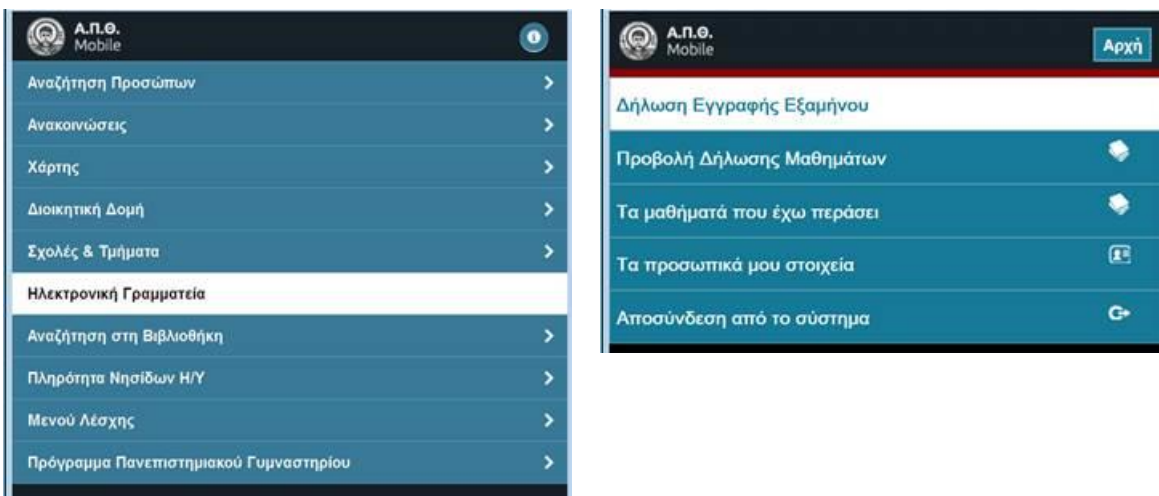 Α.Π.Θ.
Mobile
Αναζήτηση Προσώπων
Ανακοινώσεις
Χάρτης
Διοικητική Δομή
Σχολές & Τμήματα
Ηλεκτρονική Γραμματεία
Αναζήτηση στη Βιβλιοθήκη
Πληρότητα Νησίδων Η/Υ
Μενού Λέσχης
Πρόγραμμα Πανεπιστημιακού Γυμναστηρίου
Α.Π.Θ.
Mobile
Αρχή
Δήλωση Εγγραφής Εξαμήνου
Προβολή Δήλωσης Μαθημάτων
Τα μαθήματά που έχω περάσει
Τα προσωπικά μου στοιχεία
Αποσύνδεση από το σύστημα